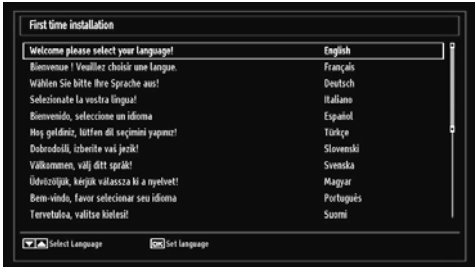 First time installation
Welcome please select your language! English
Bienvenue ! Veuillez choisir une langue. Français
Wählen Sie bitte Ihre Sprache aus! Deutsch
Selezionate la vostra lingua! Italiano
Bienvenido, seleccione un idioma Español
Hoş geldiniz, lütfen dil seçimini yapınız! Türkçe
Dobrodošli, izberite vaš jezik! Slovenski
Välkommen, välj ditt språk! Svenska
Üdvözöljük, kérjük válassza ki a nyelvet! Magyar
Bem-vindo, favor selecionar seu idioma Português
Tervetuloa, valitse kielesi! Suomi
Select Language OK Set language